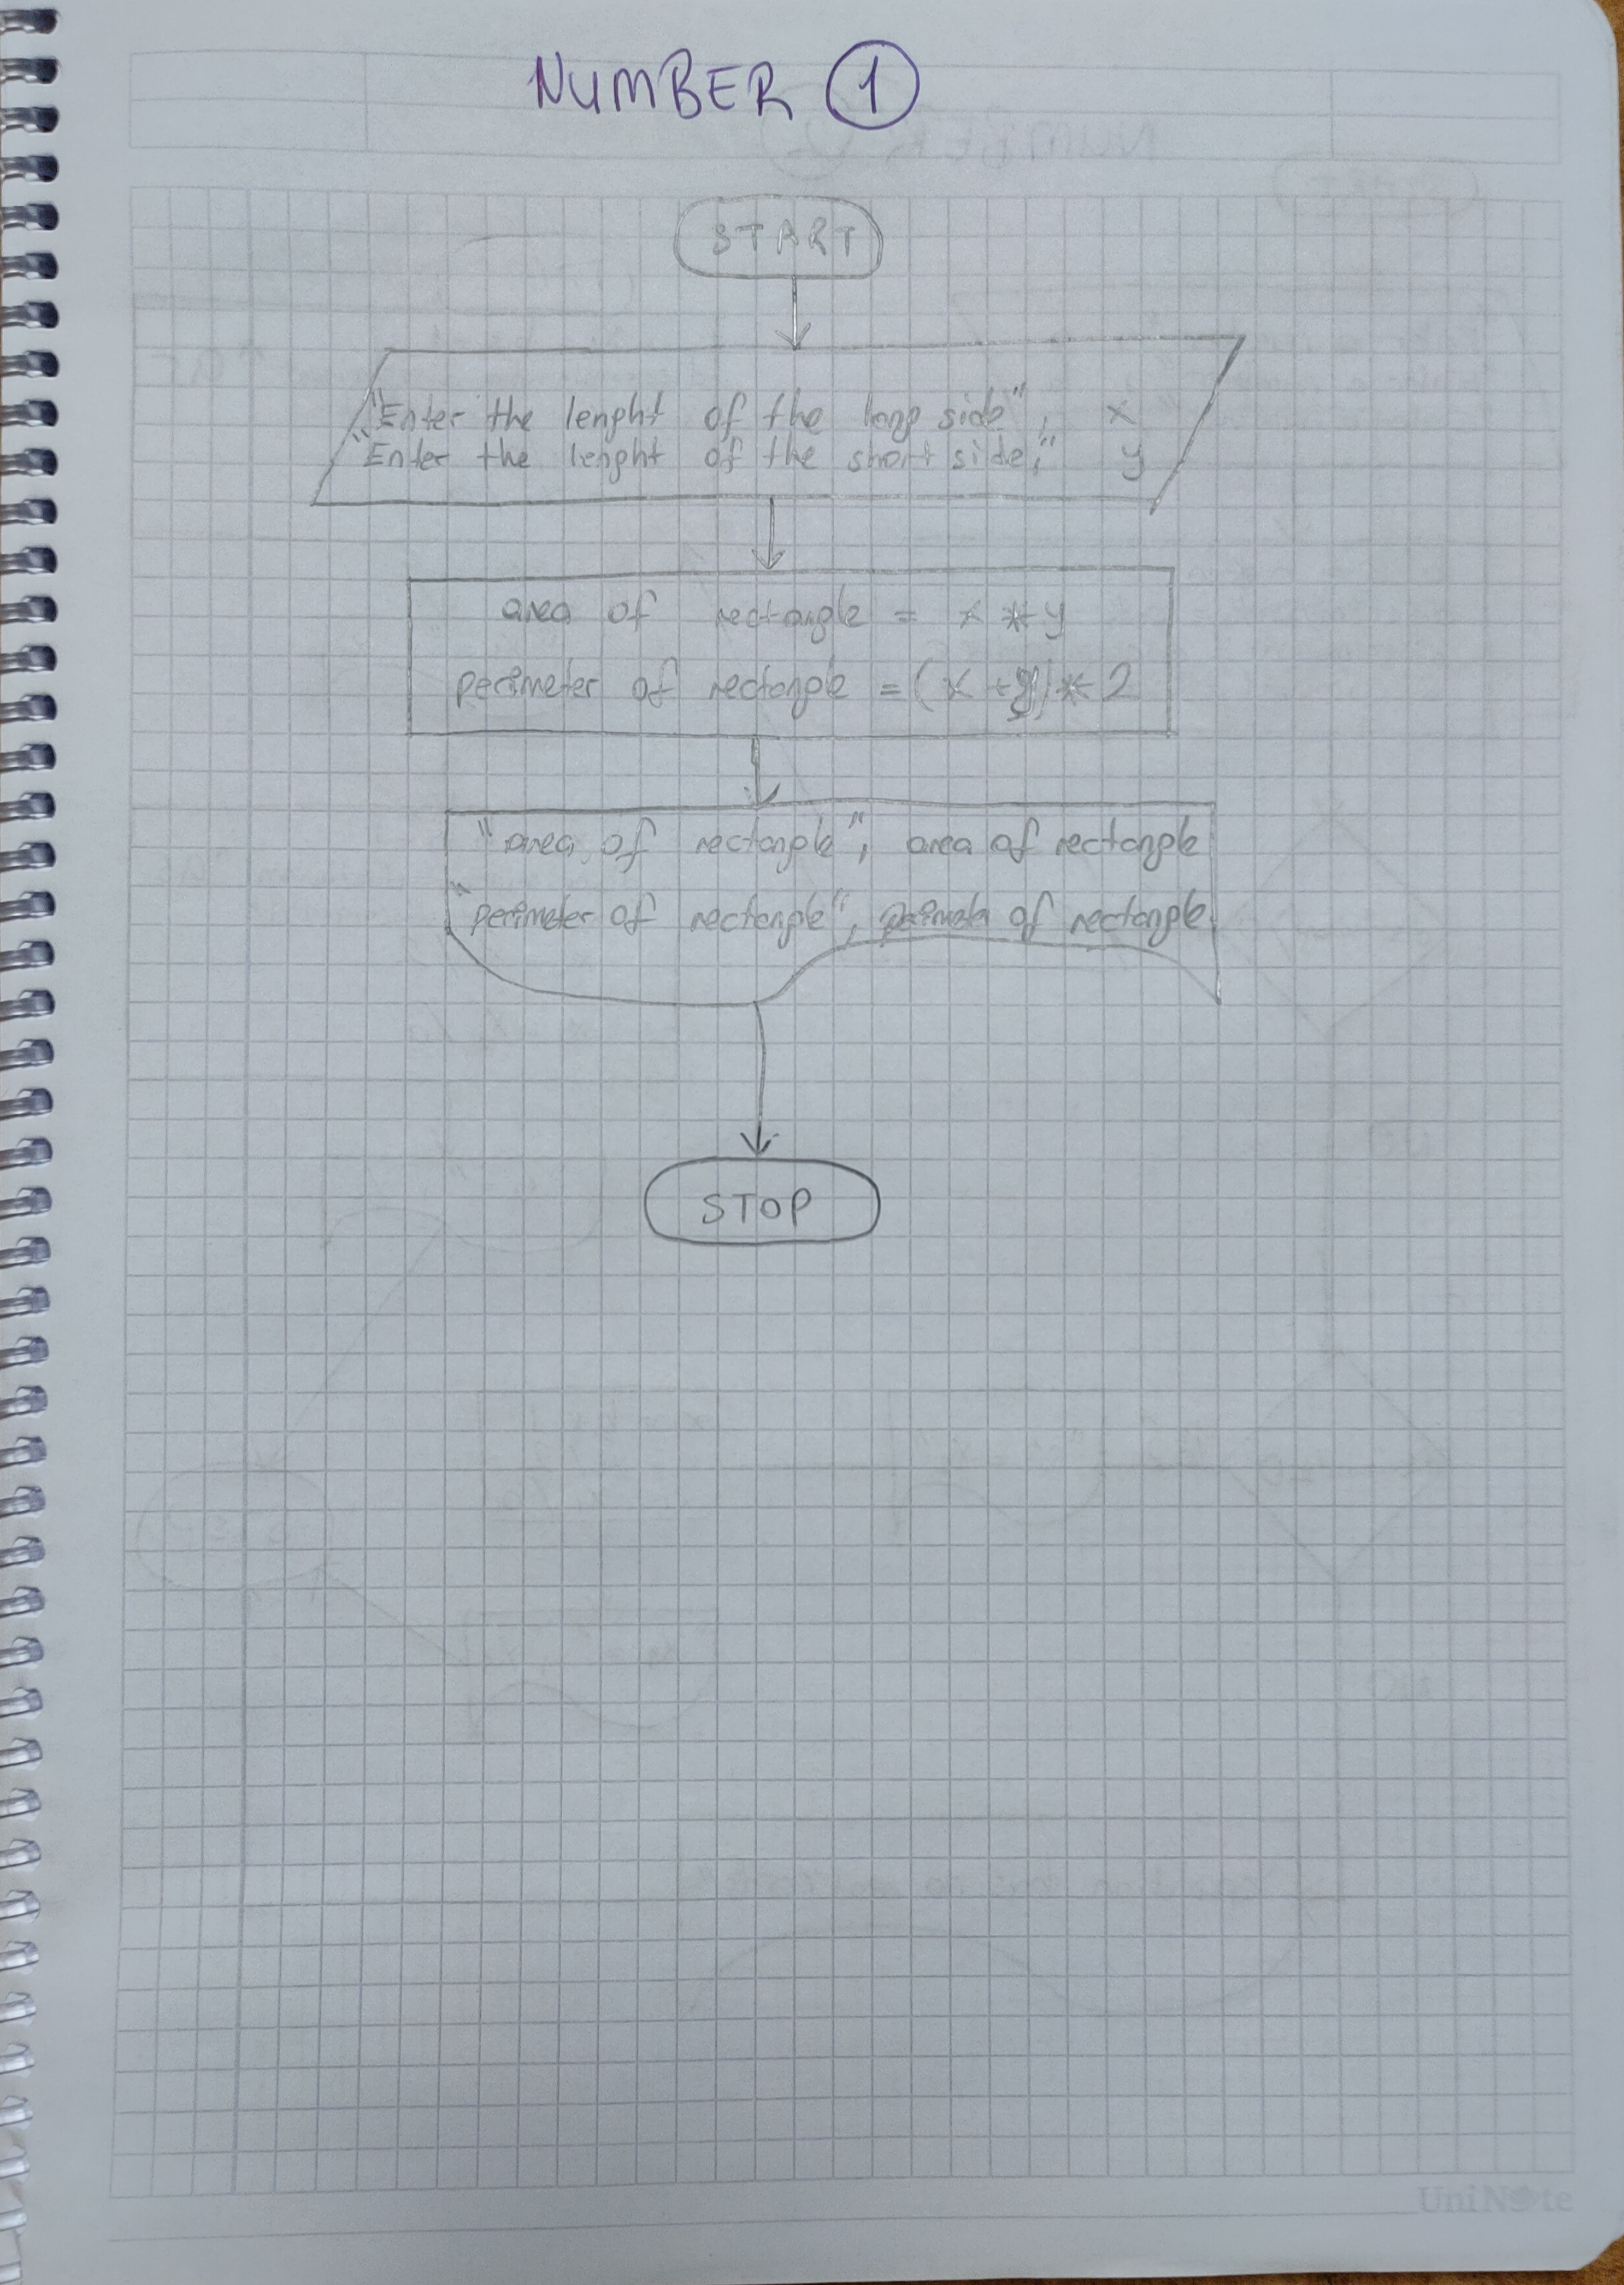 NUMBER 1
START
"Enter the lenght of the long side", x
"Enter the lenght of the short side;" y
area of rectangle = x * y
perimeter of rectangle = (x + y) * 2
"area of rectangle", area of rectangle
"perimeter of rectangle", perimeter of rectangle
STOP
UniNote